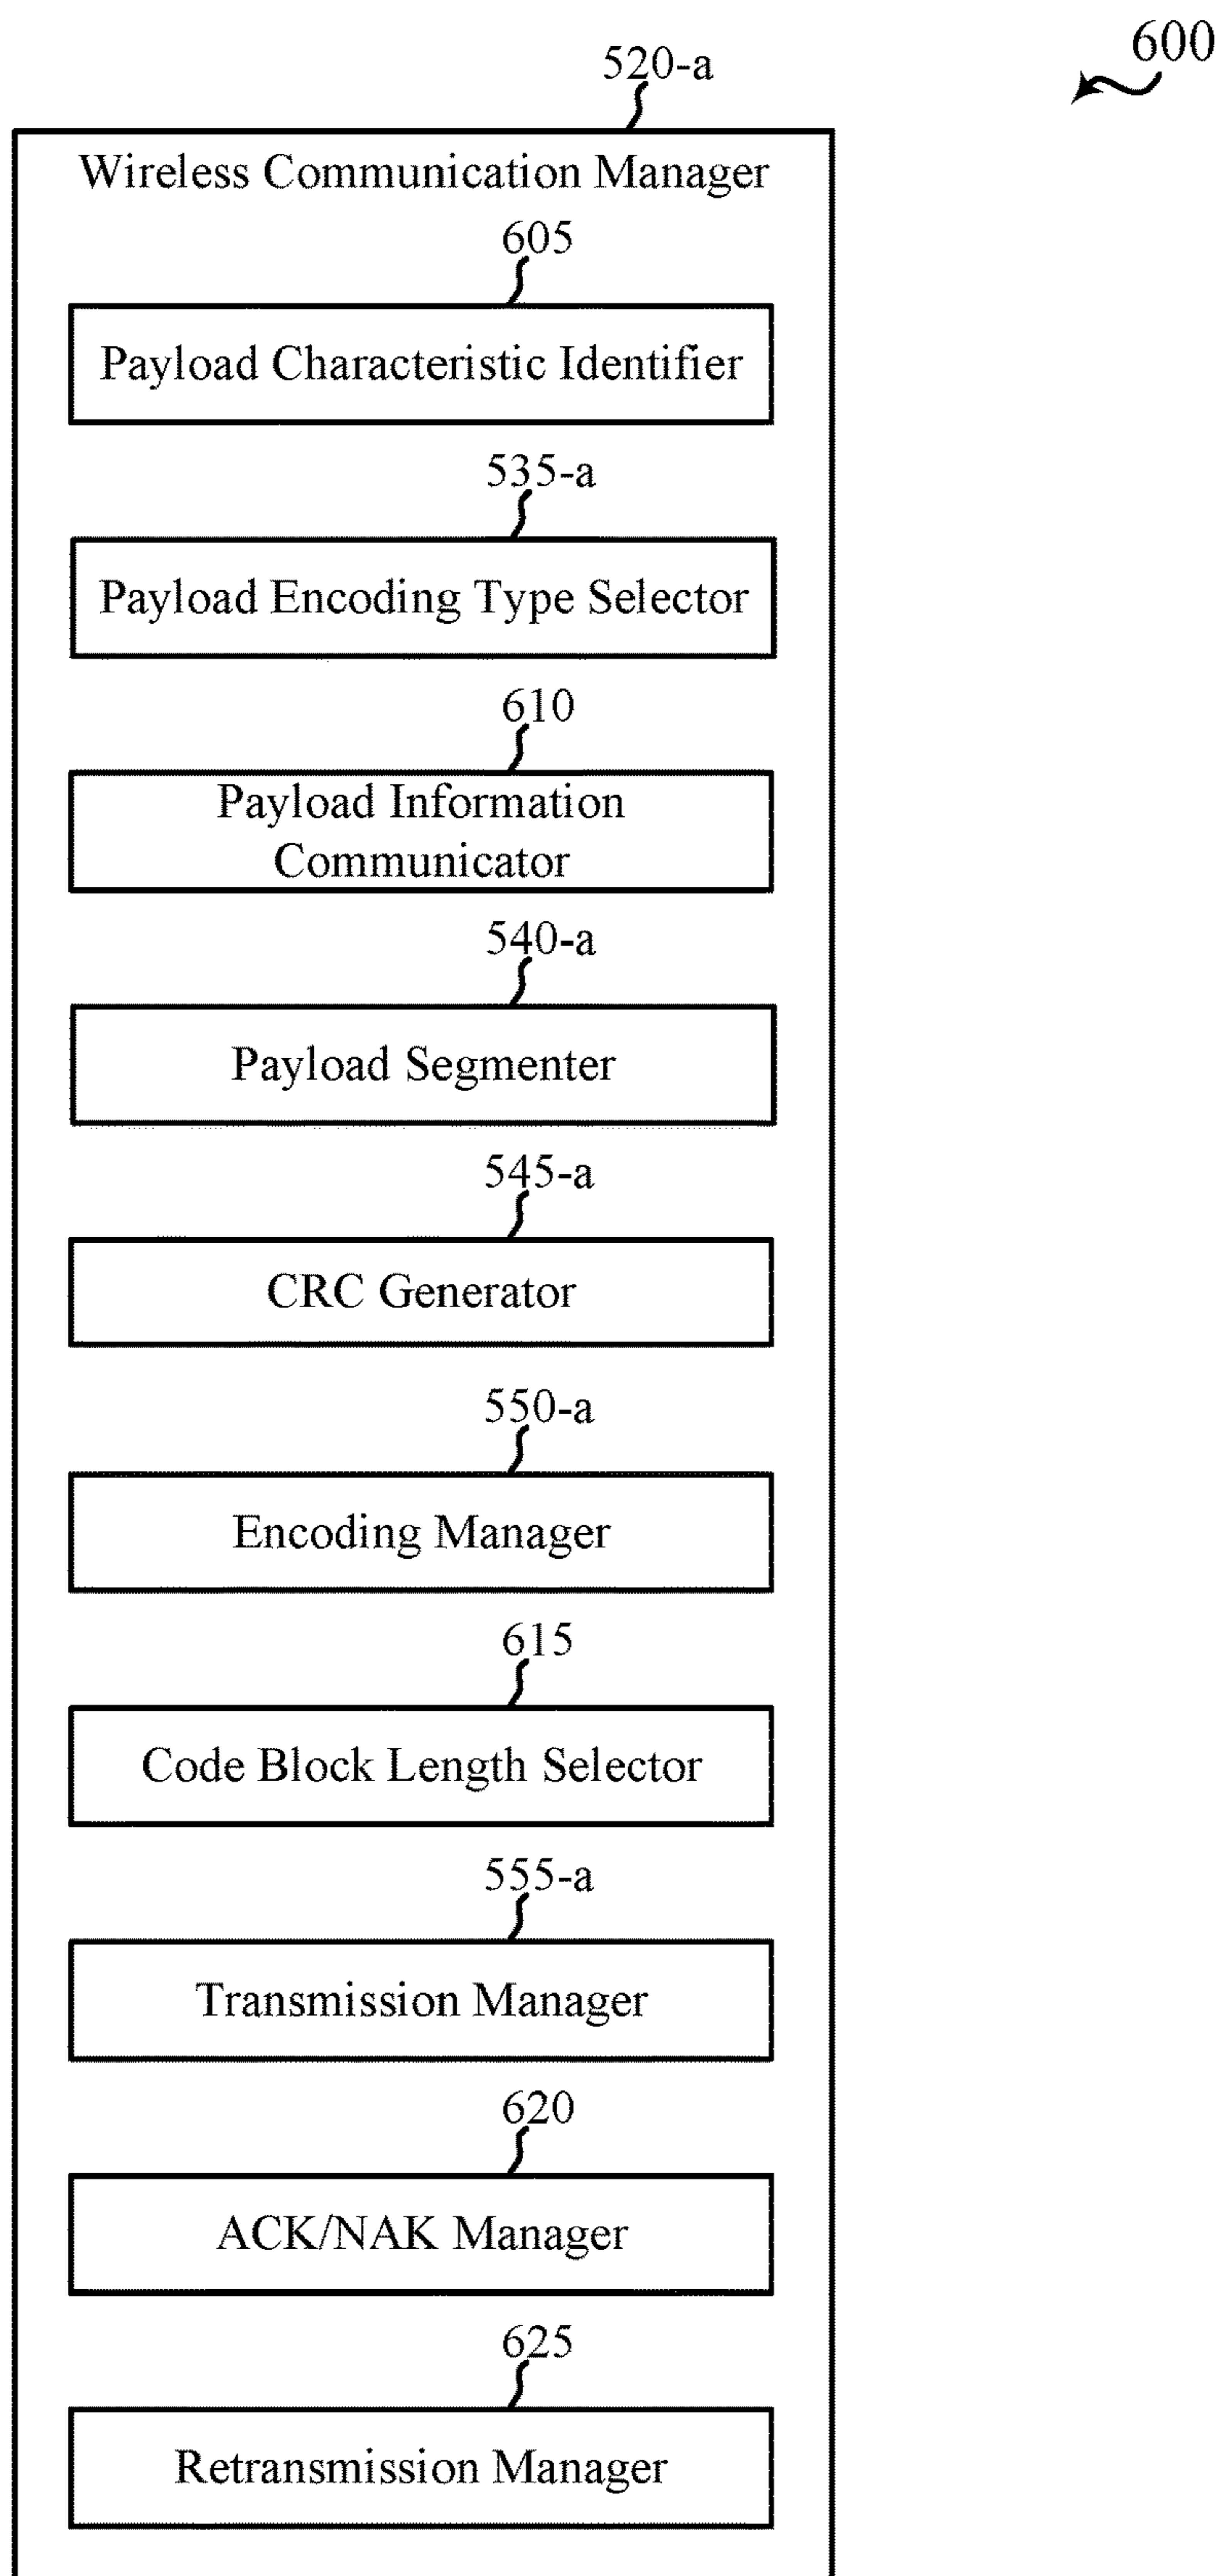 600
520-a
Wireless Communication Manager
605
Payload Characteristic Identifier
535-a
Payload Encoding Type Selector
610
Payload Information
Communicator
540-a
Payload Segmenter
545-a
CRC Generator
550-a
Encoding Manager
615
Code Block Length Selector
555-a
Transmission Manager
620
ACK/NAK Manager
625
Retransmission Manager